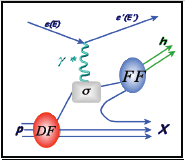 e(E) e'(E')
γ*
h
FF
σ
p DF X